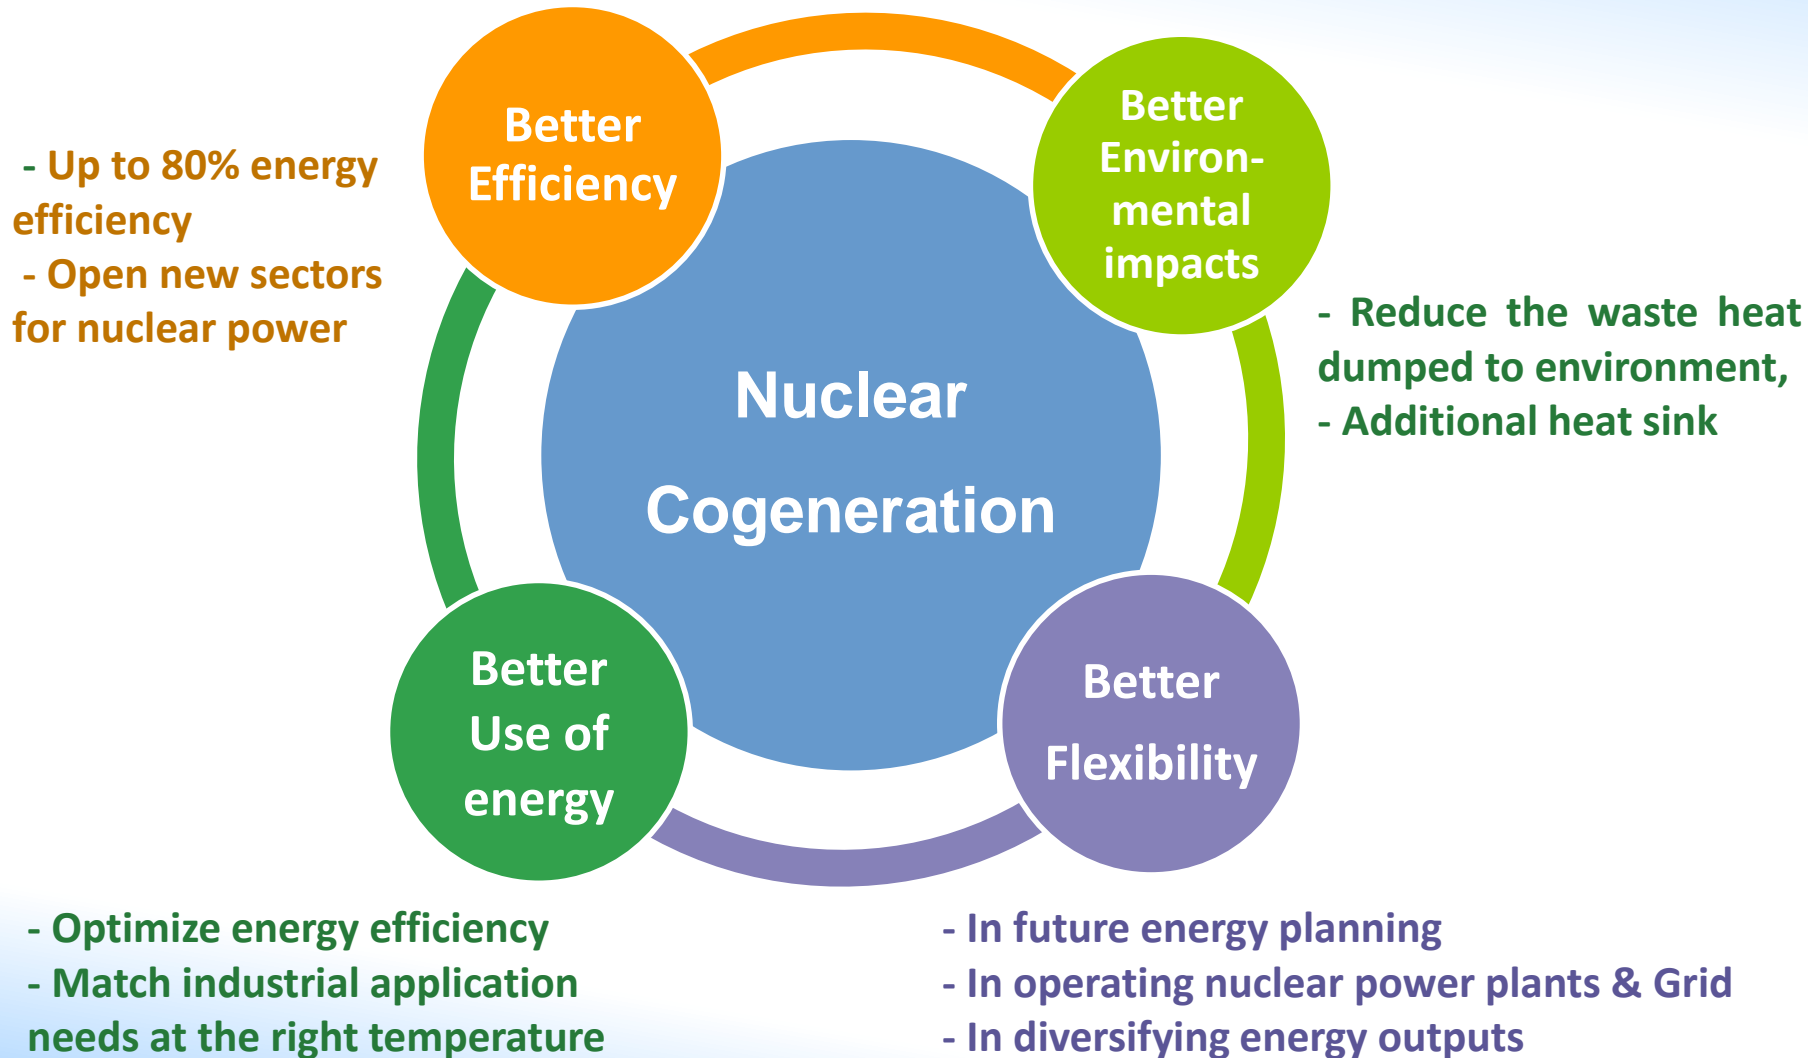 Better
Efficiency
- Up to 80% energy
efficiency
- Open new sectors
for nuclear power
Better
Environ-
mental
impacts
- Reduce the waste heat
dumped to environment,
- Additional heat sink
Nuclear
Cogeneration
Better
Use of
energy
- Optimize energy efficiency
- Match industrial application
needs at the right temperature
Better
Flexibility
- In future energy planning
- In operating nuclear power plants & Grid
- In diversifying energy outputs